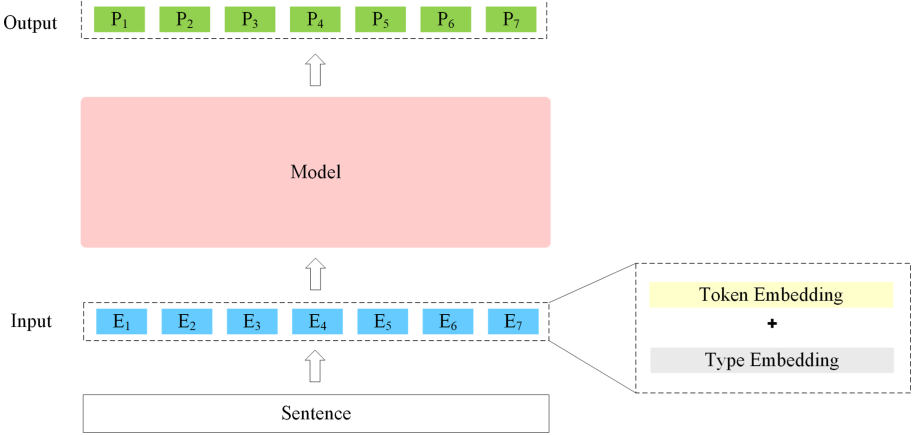 Output P₁ P₂ P₃ P₄ P₅ P₆ P₇
Model
Token Embedding
Input E₁ E₂ E₃ E₄ E₅ E₆ E₇
+
Type Embedding
Sentence